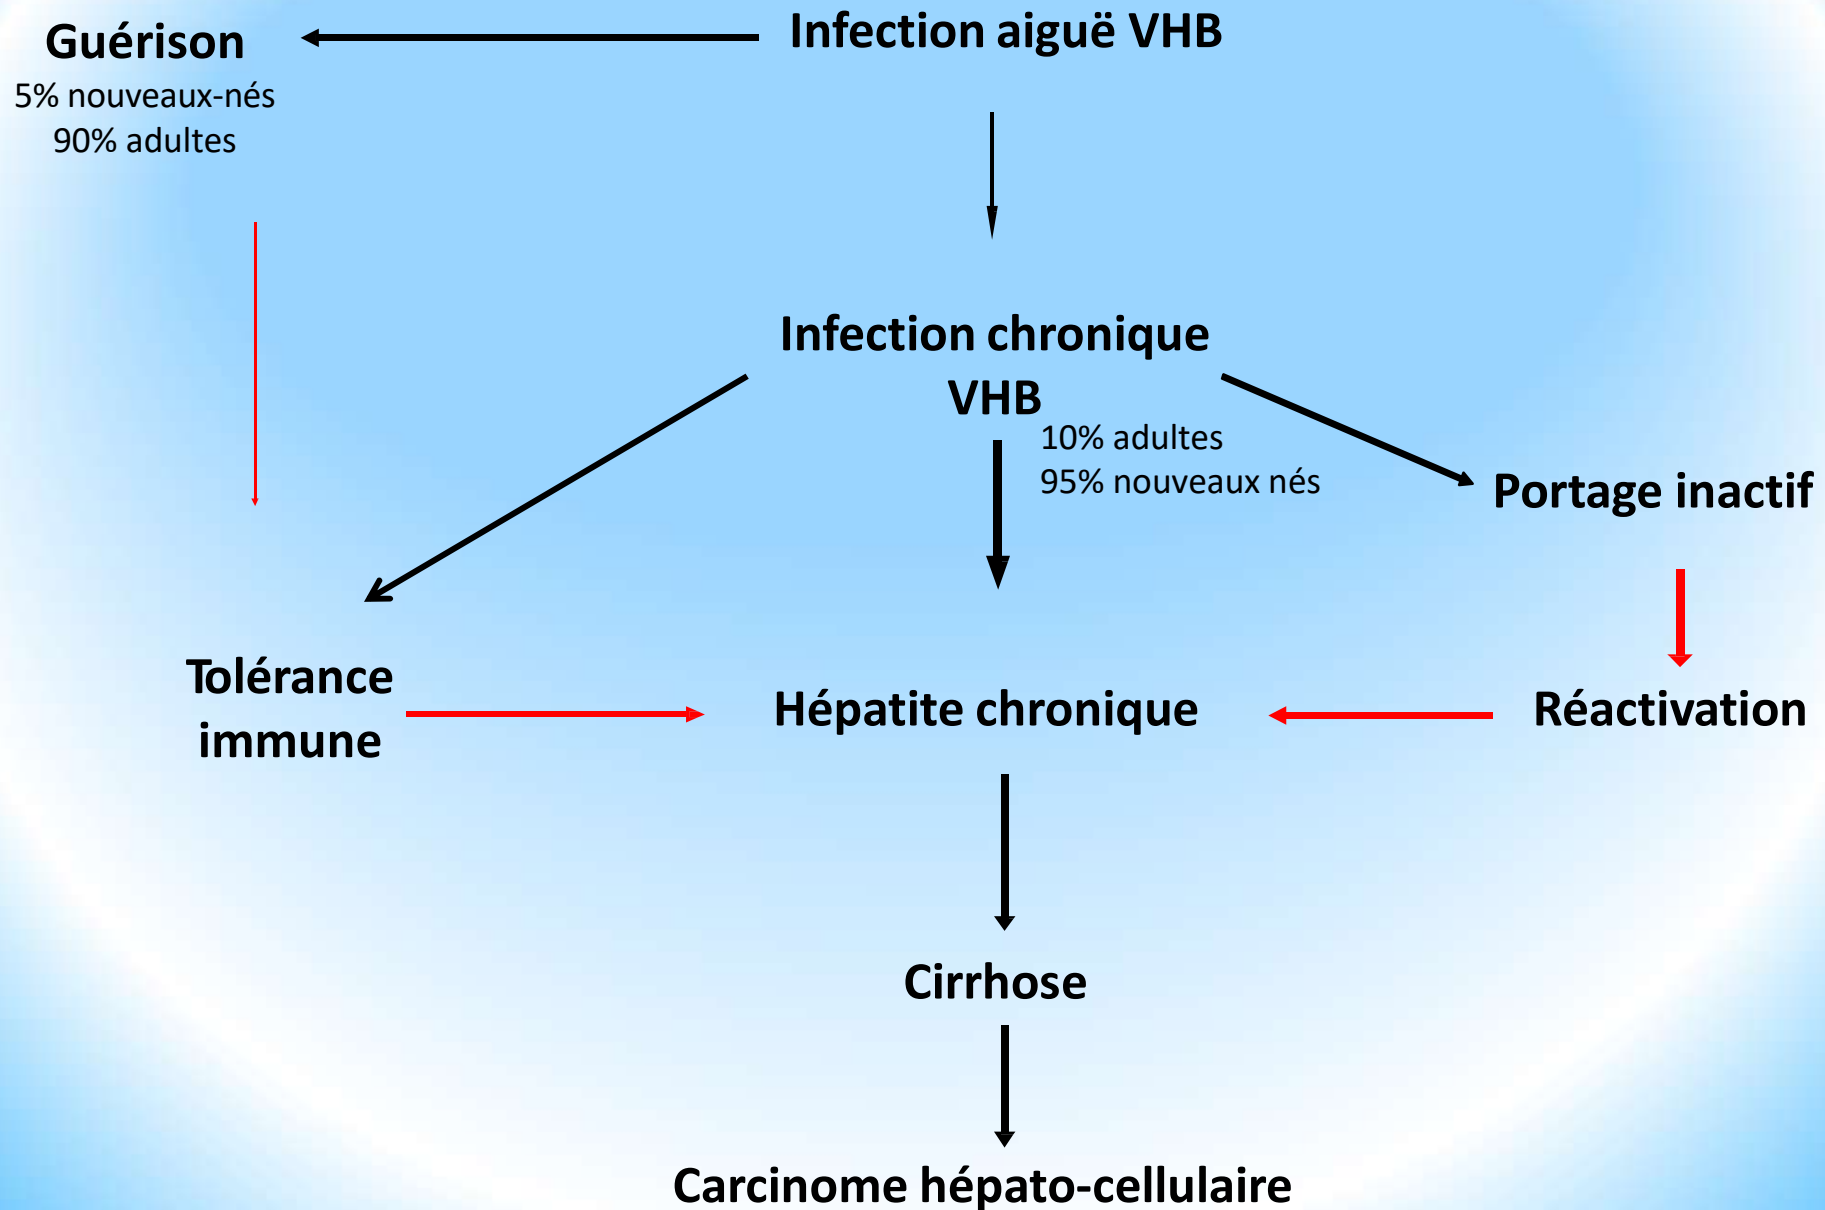 Infection aiguë VHB
Guérison
5% nouveaux-nés
90% adultes
Infection chronique
VHB
10% adultes
95% nouveaux nés
Portage inactif
Tolérance
immune
Hépatite chronique
Réactivation
Cirrhose
Carcinome hépato-cellulaire